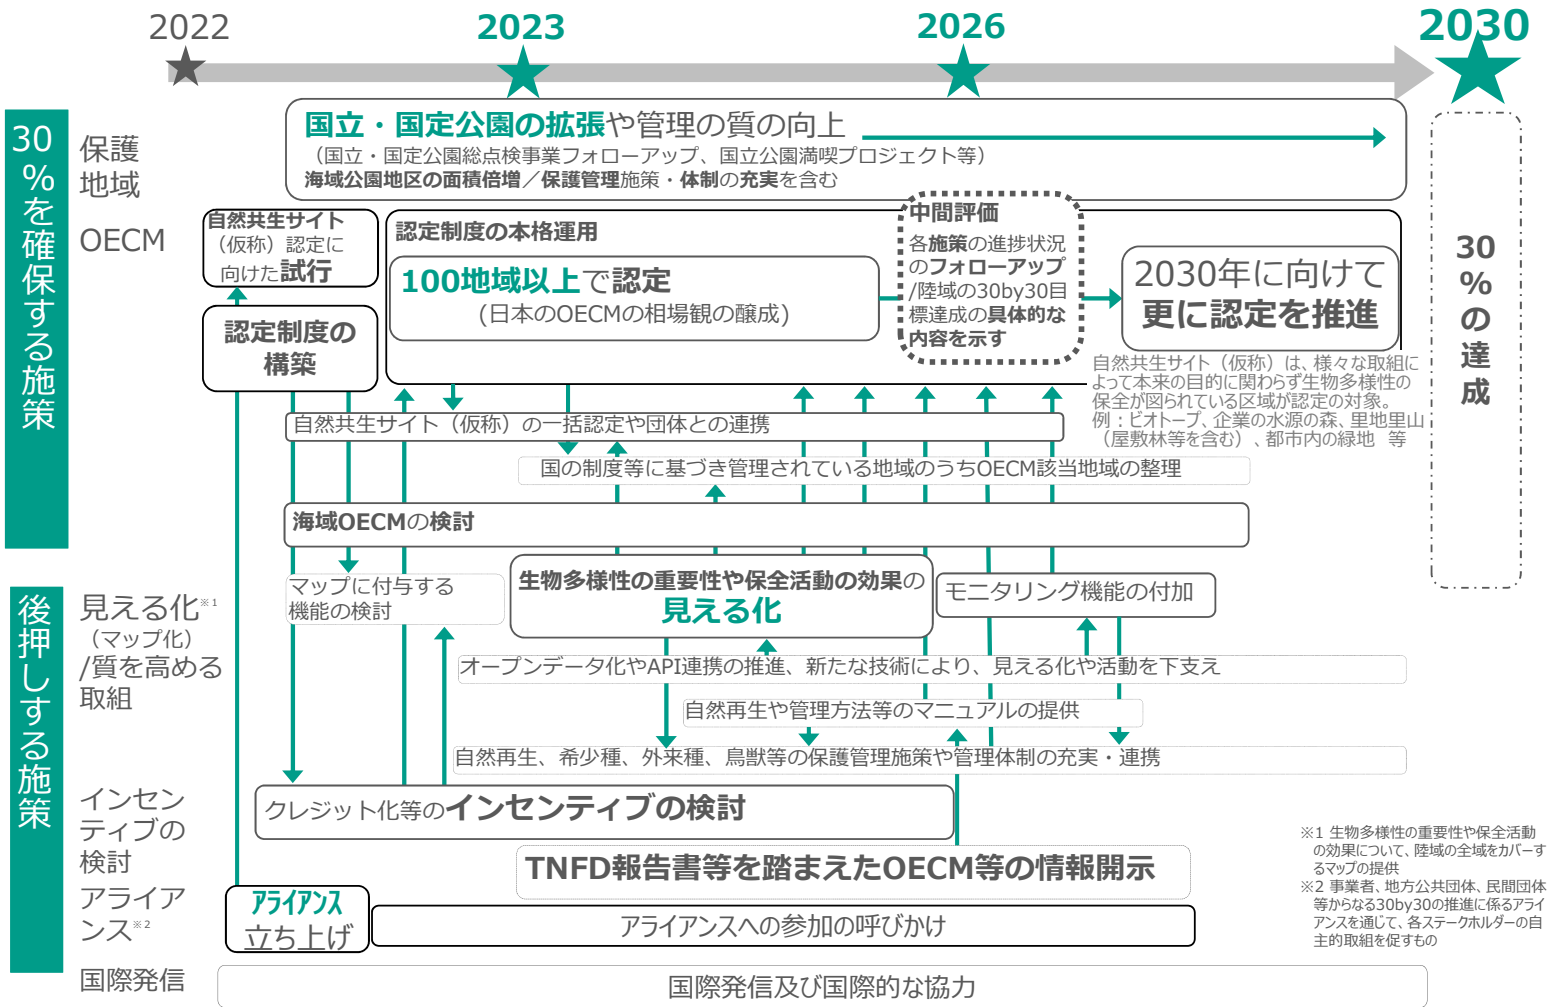 2022
2023
2026
2030
30%を確保する施策
保護
地域
国立・国定公園の拡張や管理の質の向上
（国立・国定公園総点検事業フォローアップ、国立公園満喫プロジェクト等）
海域公園地区の面積倍増／保護管理施策・体制の充実を含む
OECM
自然共生サイト
（仮称）認定に
向けた試行
認定制度の
構築
認定制度の本格運用
100地域以上で認定
(日本のOECMの相場観の醸成)
中間評価
各施策の進捗状況
のフォローアップ
/陸域の30by30目
標達成の具体的な
内容を示す
2030年に向けて
更に認定を推進
自然共生サイト（仮称）は、様々な取組に
よって本来の目的に関わらず生物多様性の
保全が図られている区域が認定の対象。
例：ビオトープ、企業の水源の森、里地里山
（屋敷林等を含む）、都市内の緑地 等
30%の達成
自然共生サイト（仮称）の一括認定や団体との連携
国の制度等に基づき管理されている地域のうちOECM該当地域の整理
海域OECMの検討
後押しする施策
見える化※1
（マップ化）
/質を高める
取組
マップに付与する
機能の検討
生物多様性の重要性や保全活動の効果の
見える化
モニタリング機能の付加
オープンデータ化やAPI連携の推進、新たな技術により、見える化や活動を下支え
自然再生や管理方法等のマニュアルの提供
自然再生、希少種、外来種、鳥獣等の保護管理施策や管理体制の充実・連携
インセン
ティブの
検討
クレジット化等のインセンティブの検討
TNFD報告書等を踏まえたOECM等の情報開示
アライア
ンス※2
アライアンス
立ち上げ
アライアンスへの参加の呼びかけ
国際発信
国際発信及び国際的な協力
※1 生物多様性の重要性や保全活動
の効果について、陸域の全域をカバーす
るマップの提供
※2 事業者、地方公共団体、民間団体
等からなる30by30の推進に係るアライ
アンスを通じて、各ステークホルダーの自
主的取組を促すもの